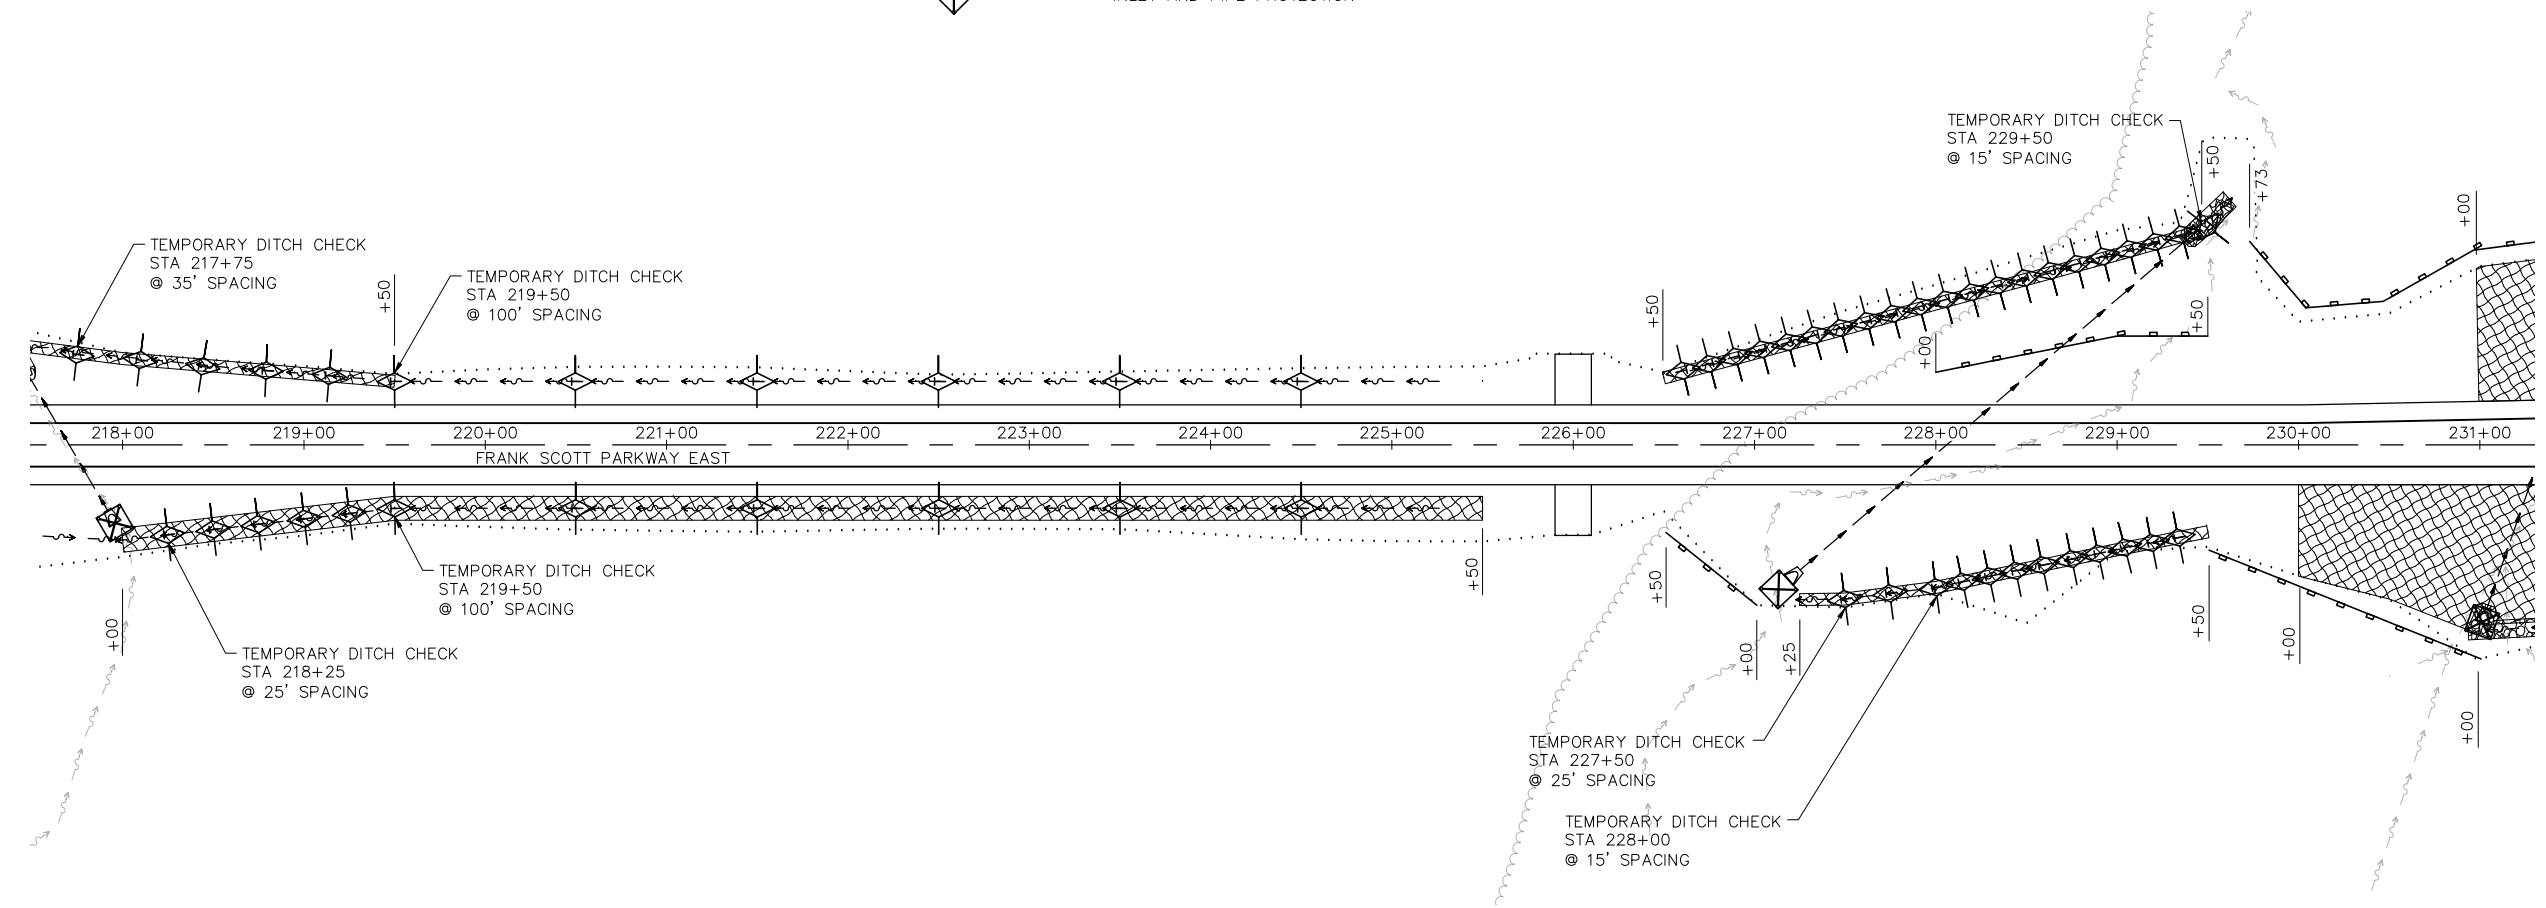 INLET AND PIPE PROTECTION
TEMPORARY DITCH CHECK
STA 229+50
@ 15' SPACING
+50
+73
+00
TEMPORARY DITCH CHECK
STA 217+75
@ 35' SPACING
+50
TEMPORARY DITCH CHECK
STA 219+50
@ 100' SPACING
+50
+00
+50
218+00 219+00 220+00 221+00 222+00 223+00 224+00 225+00 226+00 227+00 228+00 229+00 230+00 231+00
FRANK SCOTT PARKWAY EAST
TEMPORARY DITCH CHECK
STA 219+50
@ 100' SPACING
+50
+50
+00
+00
+25
+50
+00
+00
TEMPORARY DITCH CHECK
STA 218+25
@ 25' SPACING
TEMPORARY DITCH CHECK
STA 227+50
@ 25' SPACING
TEMPORARY DITCH CHECK
STA 228+00
@ 15' SPACING